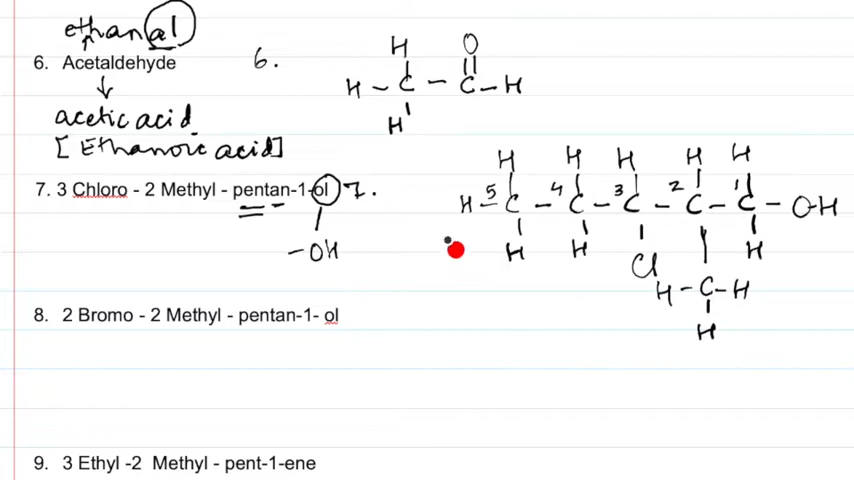 ethanal
6. Acetaldehyde 6.
H O
H - C - C - H
H
acetic acid
[Ethanoic acid]
7. 3 Chloro - 2 Methyl - pentan-1-ol 7.
H H H H H
H - 5 C - 4 C - 3 C - 2 C - 1 C - OH
H H Cl H
-OH
H - C - H
H
8. 2 Bromo - 2 Methyl - pentan-1- ol
9. 3 Ethyl -2 Methyl - pent-1-ene